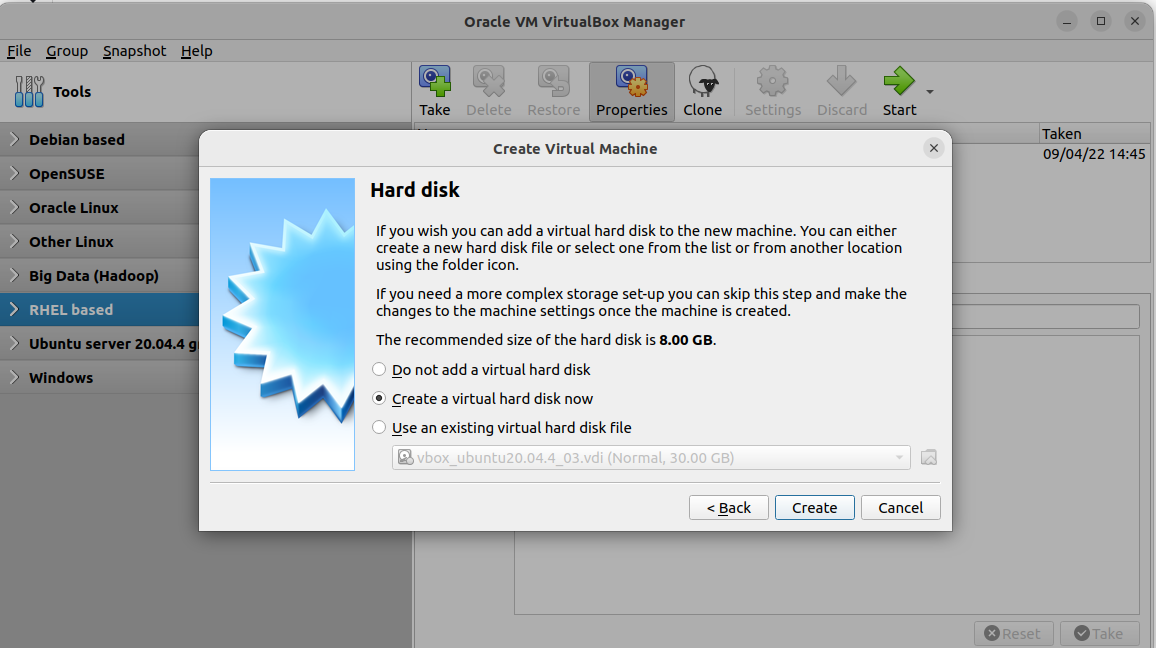 Oracle VM VirtualBox Manager
File Group Snapshot Help
Tools
Take Delete Restore Properties Clone Settings Discard Start
Taken
09/04/22 14:45
Debian based
OpenSUSE
Oracle Linux
Other Linux
Big Data (Hadoop)
RHEL based
Ubuntu server 20.04.4
Windows
Create Virtual Machine
Hard disk
If you wish you can add a virtual hard disk to the new machine. You can either
create a new hard disk file or select one from the list or from another location
using the folder icon.
If you need a more complex storage set-up you can skip this step and make the
changes to the machine settings once the machine is created.
The recommended size of the hard disk is 8.00 GB.
Do not add a virtual hard disk
Create a virtual hard disk now
Use an existing virtual hard disk file
vbox_ubuntu20.04.4_03.vdi (Normal, 30.00 GB)
< Back Create Cancel
Reset Take